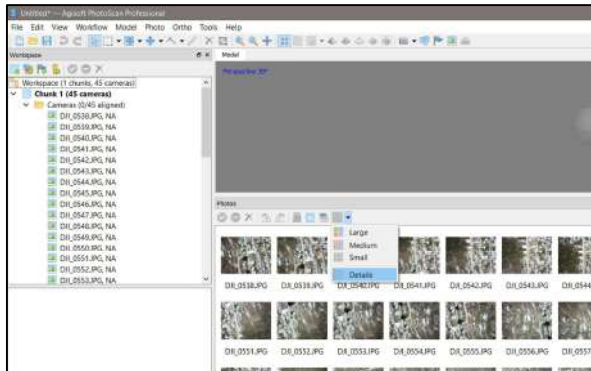 Untitled* — Agisoft PhotoScan Professional
File Edit View Workflow Model Photo Ortho Tools Help
Workspace
Model
Workspace (1 chunks, 45 cameras)
Perspective 30°
Chunk 1 (45 cameras)
Cameras (0/45 aligned)
DJI_0538.JPG, NA
DJI_0539.JPG, NA
DJI_0540.JPG, NA
DJI_0541.JPG, NA
DJI_0542.JPG, NA
DJI_0543.JPG, NA
DJI_0544.JPG, NA
DJI_0545.JPG, NA
DJI_0546.JPG, NA
DJI_0547.JPG, NA
DJI_0548.JPG, NA
DJI_0549.JPG, NA
DJI_0550.JPG, NA
DJI_0551.JPG, NA
DJI_0552.JPG, NA
DJI_0553.JPG, NA
Photos
Large
Medium
Small
Details
DJI_0538.JPG DJI_0539.JPG DJI_0540.JPG DJI_0541.JPG DJI_0542.JPG DJI_0543.JPG DJI_0544
DJI_0551.JPG DJI_0552.JPG DJI_0553.JPG DJI_0554.JPG DJI_0555.JPG DJI_0556.JPG DJI_0557